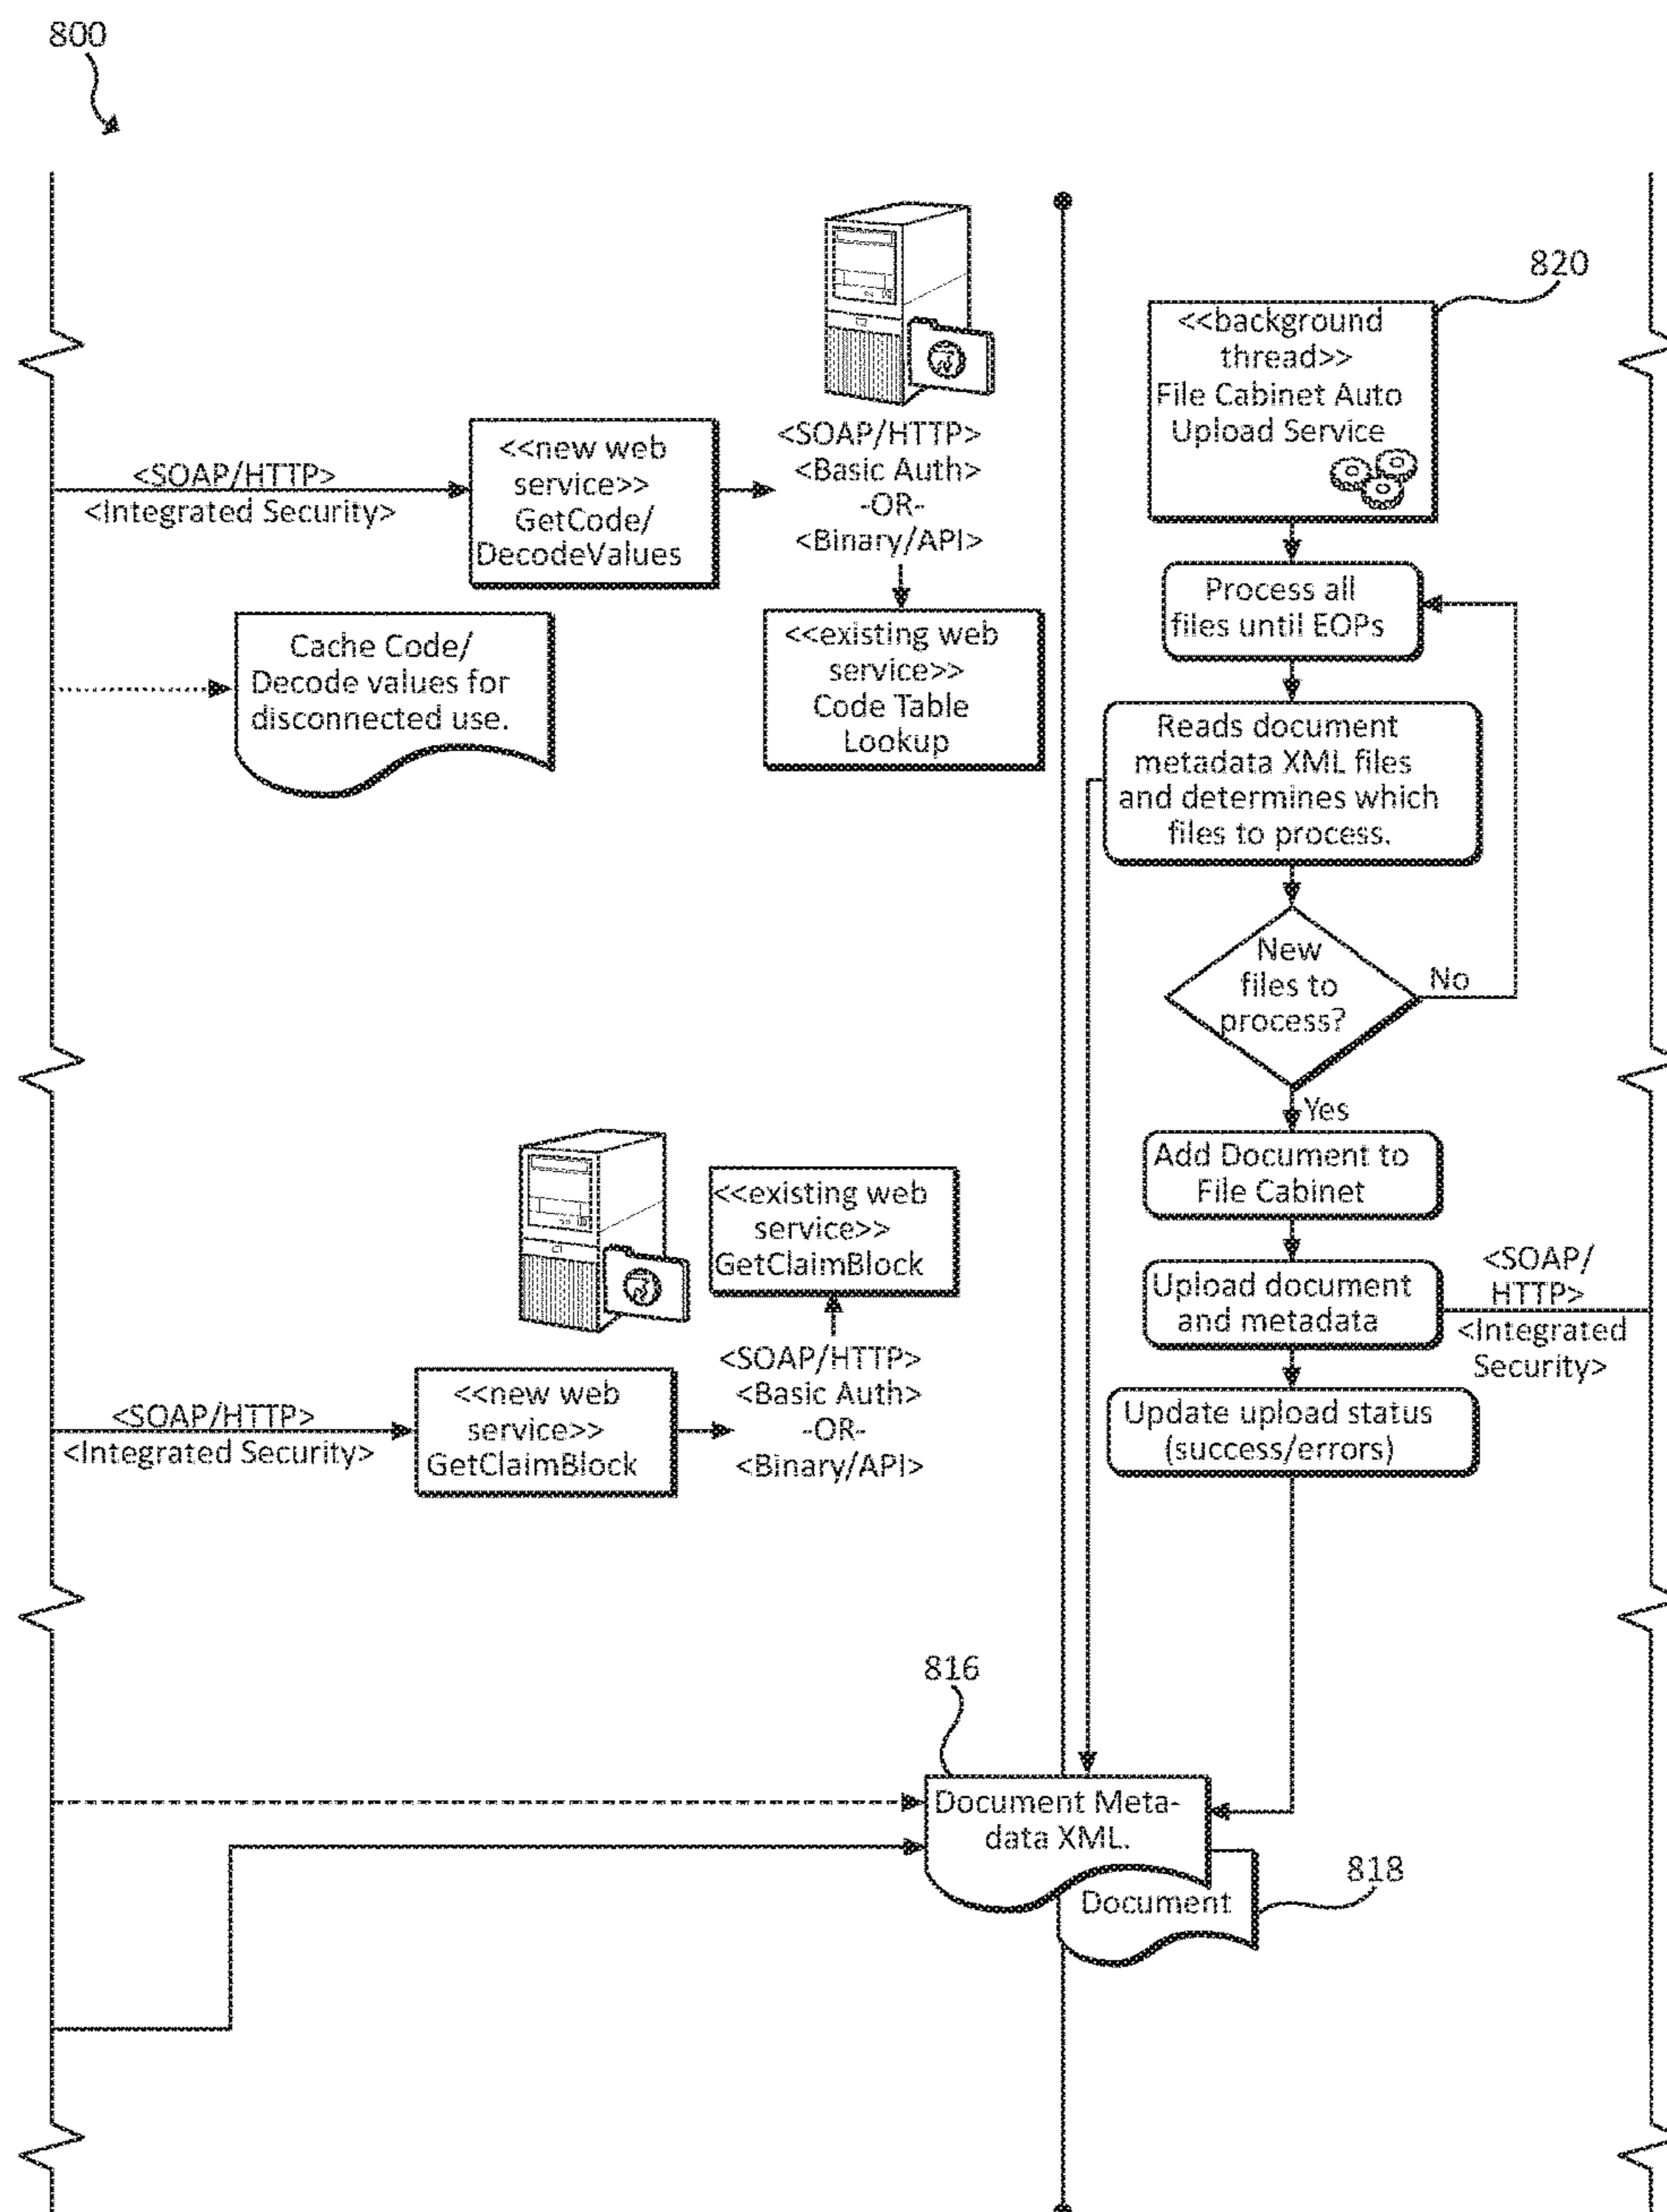 800
820
<<background
thread>>
File Cabinet Auto
Upload Service
<SOAP/HTTP>
<Integrated Security>
<<new web
service>>
GetCode/
DecodeValues
<SOAP/HTTP>
<Basic Auth>
-OR-
<Binary/API>
Process all
files until EOPs
Cache Code/
Decode values for
disconnected use.
<<existing web
service>>
Code Table
Lookup
Reads document
metadata XML files
and determines which
files to process.
New
files to
process?
No
Yes
Add Document to
File Cabinet
<<existing web
service>>
GetClaimBlock
Upload document
and metadata
<SOAP/
HTTP>
<Integrated
Security>
<SOAP/HTTP>
<Integrated Security>
<<new web
service>>
GetClaimBlock
<SOAP/HTTP>
<Basic Auth>
-OR-
<Binary/API>
Update upload status
(success/errors)
816
Document Meta-
data XML.
Document
818